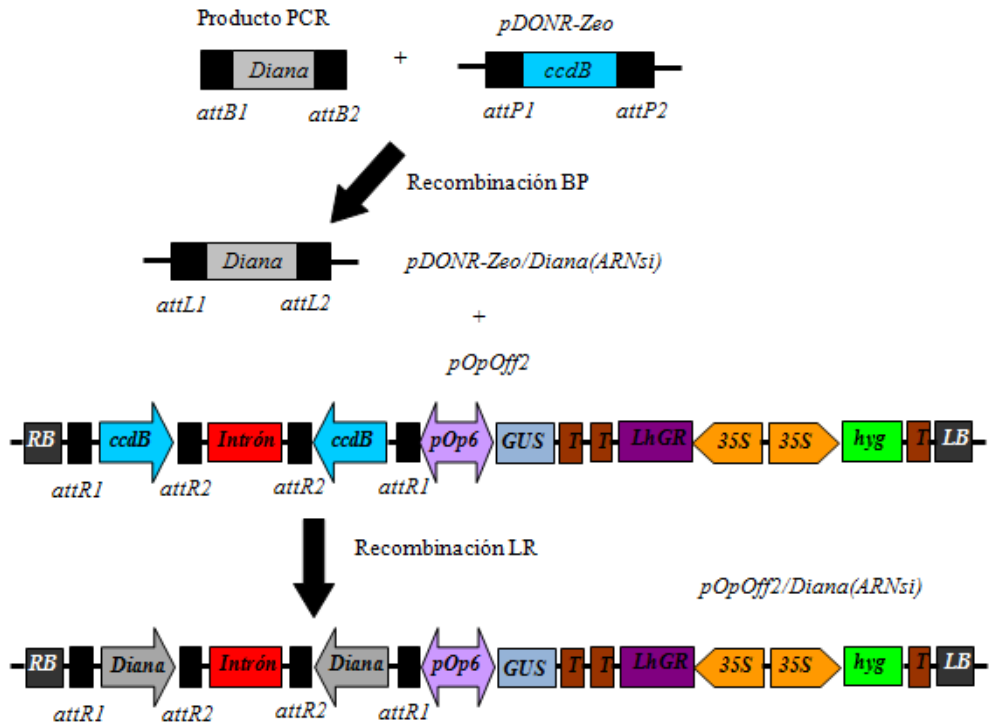 Producto PCR
pDONR-Zeo
Diana + ccdB
attB1 attB2 attP1 attP2
Recombinación BP
Diana pDONR-Zeo/Diana(ARNsi)
attL1 attL2
+
pOpOff2
RB ccdB Intrón ccdB pOp6 GUS T T LhGR 35S 35S hyg T LB
attR1 attR2 attR2 attR1
Recombinación LR
pOpOff2/Diana(ARNsi)
RB Diana Intrón Diana pOp6 GUS T T LhGR 35S 35S hyg T LB
attR1 attR2 attR2 attR1